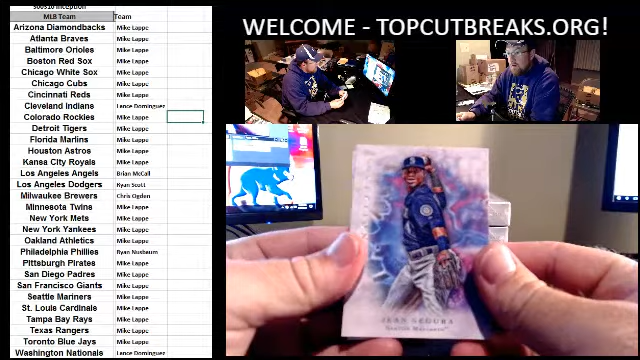 WELCOME - TOPCUTBREAKS.ORG!
Inception
MLB Team Team
Arizona Diamondbacks Mike Lappe
Atlanta Braves Mike Lappe
Baltimore Orioles Mike Lappe
Boston Red Sox Mike Lappe
Chicago White Sox Mike Lappe
Chicago Cubs Mike Lappe
Cincinnati Reds Mike Lappe
Cleveland Indians Lance Dominguez
Colorado Rockies Mike Lappe
Detroit Tigers Mike Lappe
Florida Marlins Mike Lappe
Houston Astros Mike Lappe
Kansa City Royals Mike Lappe
Los Angeles Angels Brian McCall
Los Angeles Dodgers Ryan Scott
Milwaukee Brewers Chris Ogden
Minnesota Twins Mike Lappe
New York Mets Mike Lappe
New York Yankees Mike Lappe
Oakland Athletics Mike Lappe
Philadelphia Phillies Ryan Nusbaum
Pittsburgh Pirates Mike Lappe
San Diego Padres Mike Lappe
San Francisco Giants Mike Lappe
Seattle Mariners Mike Lappe
St. Louis Cardinals Mike Lappe
Tampa Bay Rays Mike Lappe
Texas Rangers Mike Lappe
Toronto Blue Jays Mike Lappe
Washington Nationals Lance Dominguez
JEAN SEGURA
Seattle Mariners